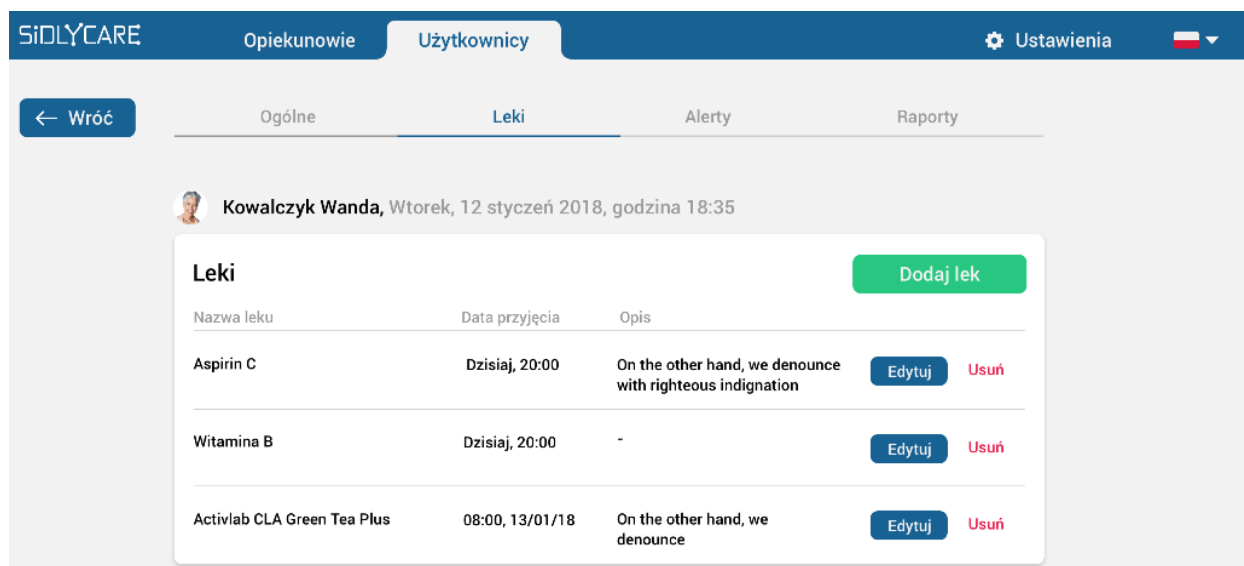 SiDLYCARE Opiekunowie Użytkownicy Ustawienia
Wróć Ogólne Leki Alerty Raporty
Kowalczyk Wanda, Wtorek, 12 styczeń 2018, godzina 18:35
Leki Dodaj lek
Nazwa leku Data przyjęcia Opis
Aspirin C Dzisiaj, 20:00 On the other hand, we denounce
with righteous indignation Edytuj Usuń
Witamina B Dzisiaj, 20:00 - Edytuj Usuń
Activlab CLA Green Tea Plus 08:00, 13/01/18 On the other hand, we
denounce Edytuj Usuń